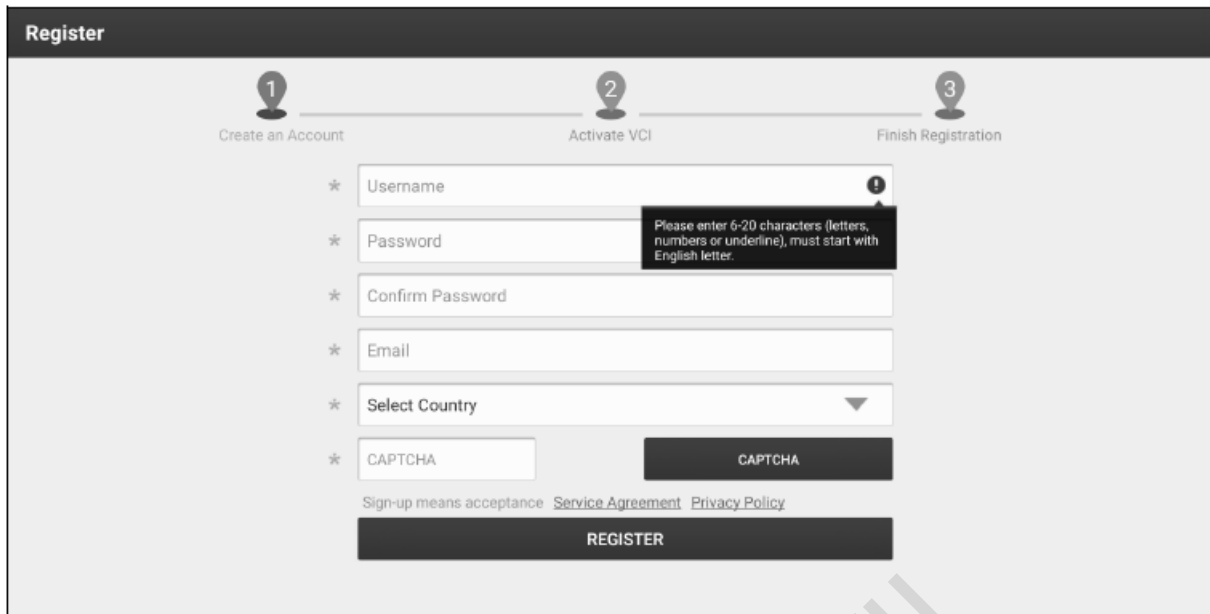 Register
1
2
3
Create an Account
Activate VCI
Finish Registration
* Username
Please enter 6-20 characters (letters,
numbers or underline), must start with
English letter.
* Password
* Confirm Password
* Email
* Select Country
* CAPTCHA
CAPTCHA
Sign-up means acceptance Service Agreement Privacy Policy
REGISTER